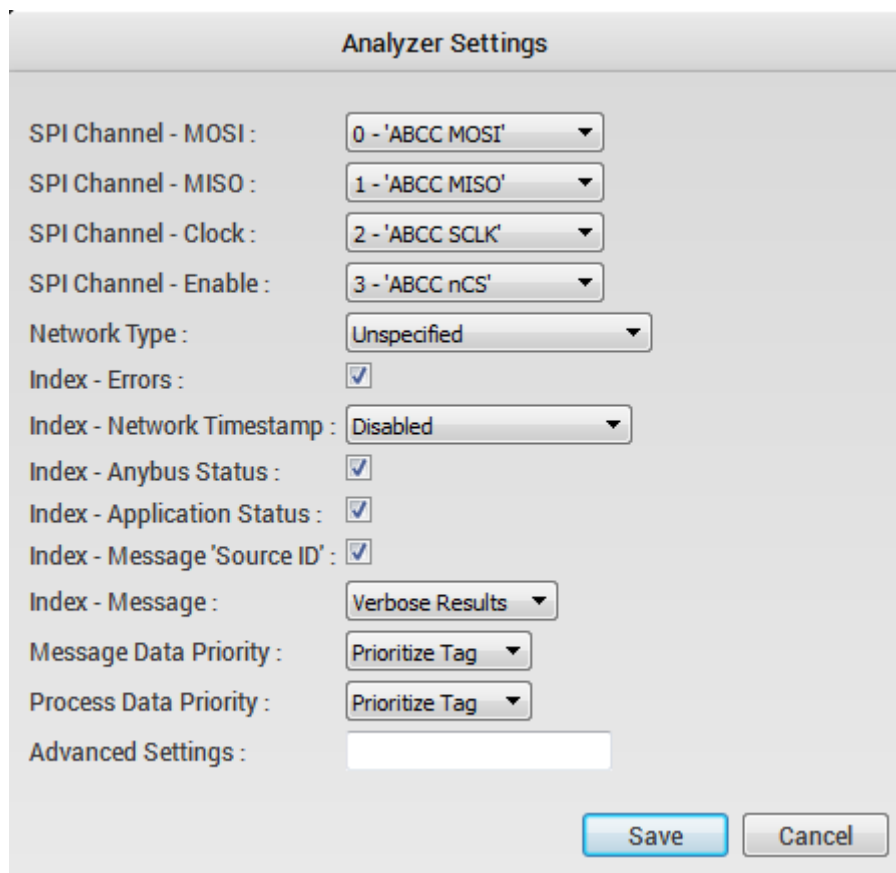 Analyzer Settings
SPI Channel - MOSI : 0 - 'ABCC MOSI'
SPI Channel - MISO : 1 - 'ABCC MISO'
SPI Channel - Clock : 2 - 'ABCC SCLK'
SPI Channel - Enable : 3 - 'ABCC nCS'
Network Type : Unspecified
Index - Errors :
Index - Network Timestamp : Disabled
Index - Anybus Status :
Index - Application Status :
Index - Message 'Source ID' :
Index - Message : Verbose Results
Message Data Priority : Prioritize Tag
Process Data Priority : Prioritize Tag
Advanced Settings :
Save Cancel